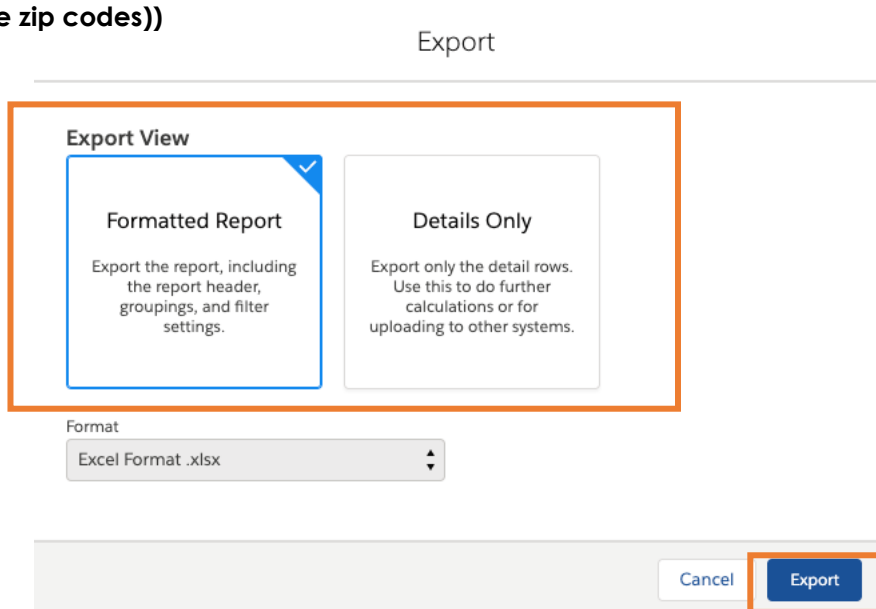 e zip codes))
Export
Export View
Formatted Report
Export the report, including
the report header,
groupings, and filter
settings.
Details Only
Export only the detail rows.
Use this to do further
calculations or for
uploading to other systems.
Format
Excel Format .xlsx
Cancel
Export